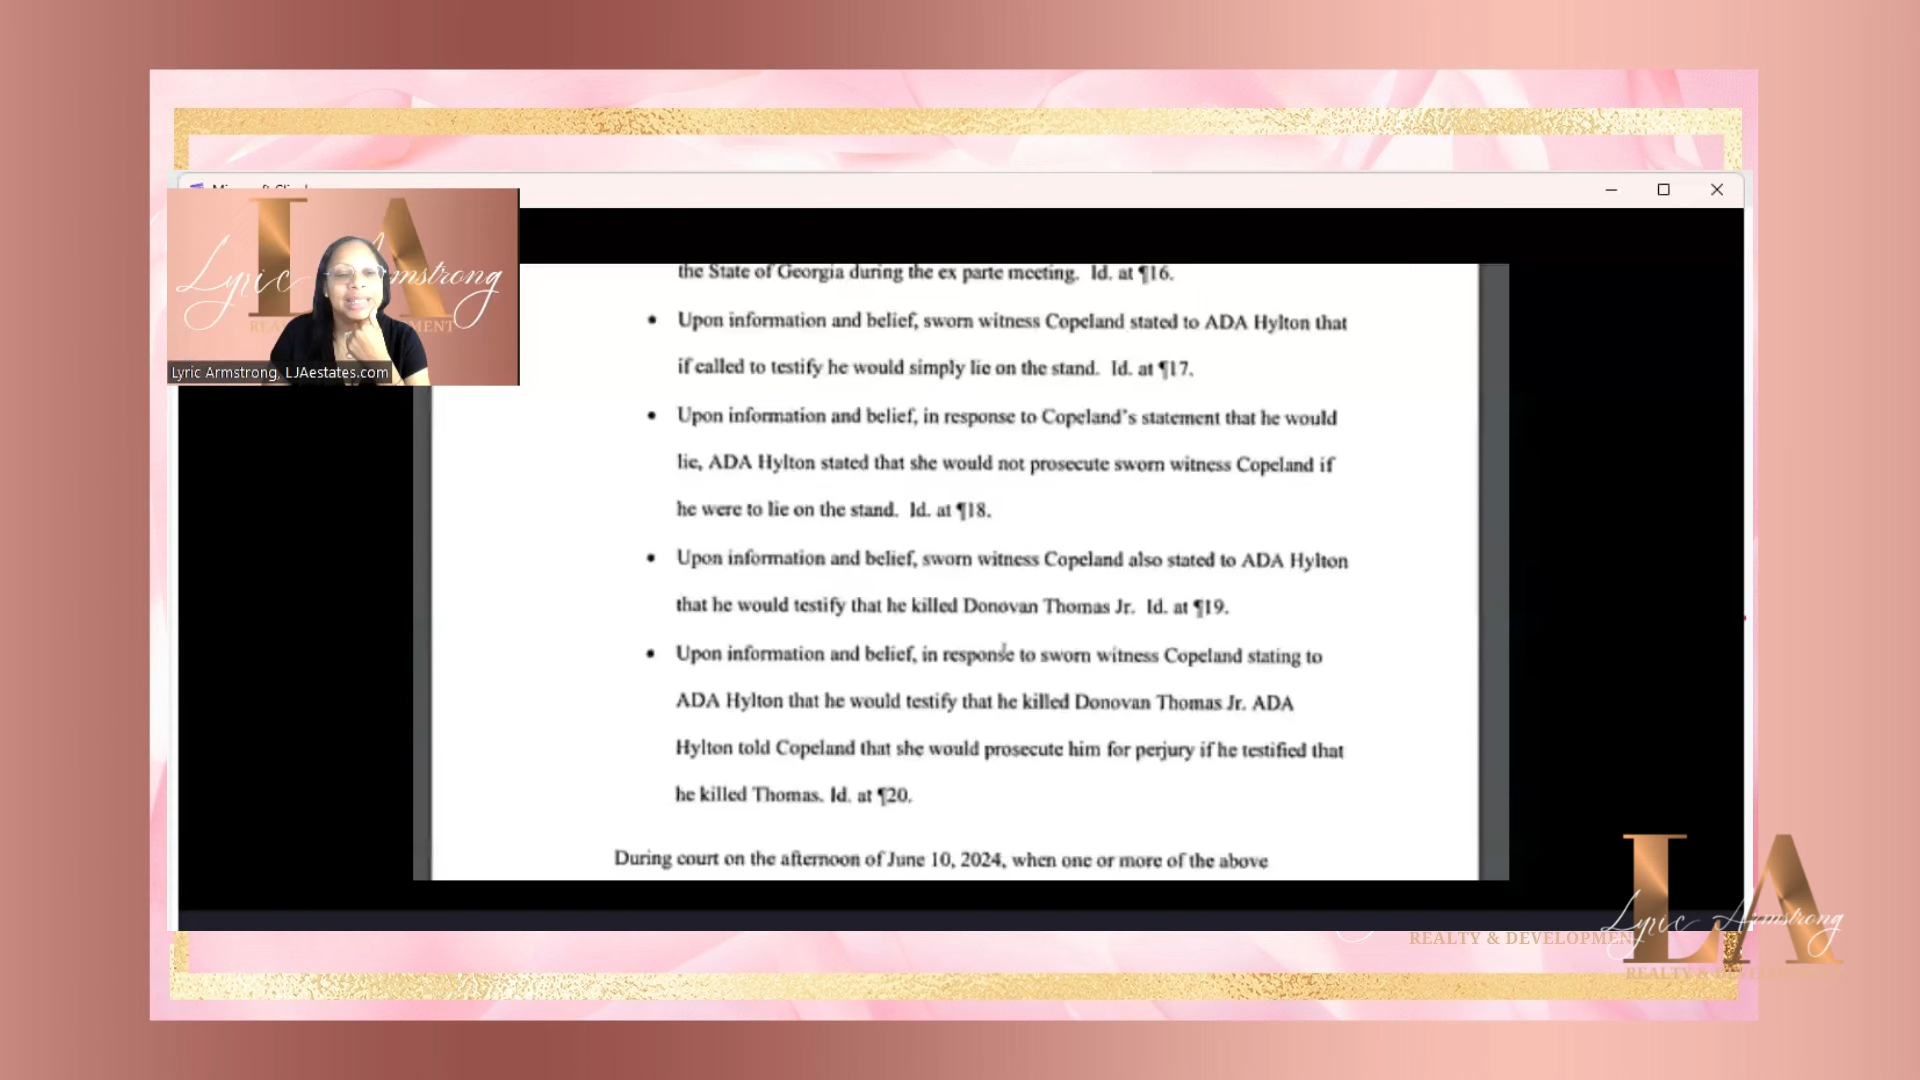 LA
Lyric Armstrong
Lyric Armstrong, LJAestates.com
the State of Georgia during the ex parte meeting. Id. at ¶16.
• Upon information and belief, sworn witness Copeland stated to ADA Hylton that
if called to testify he would simply lie on the stand. Id. at ¶17.
• Upon information and belief, in response to Copeland's statement that he would
lie, ADA Hylton stated that she would not prosecute sworn witness Copeland if
he were to lie on the stand. Id. at ¶18.
• Upon information and belief, sworn witness Copeland also stated to ADA Hylton
that he would testify that he killed Donovan Thomas Jr. Id. at ¶19.
• Upon information and belief, in response to sworn witness Copeland stating to
ADA Hylton that he would testify that he killed Donovan Thomas Jr. ADA
Hylton told Copeland that she would prosecute him for perjury if he testified that
he killed Thomas. Id. at ¶20.
During court on the afternoon of June 10, 2024, when one or more of the above
LA
Lyric Armstrong
REALTY & DEVELOPMEN
REALTY &